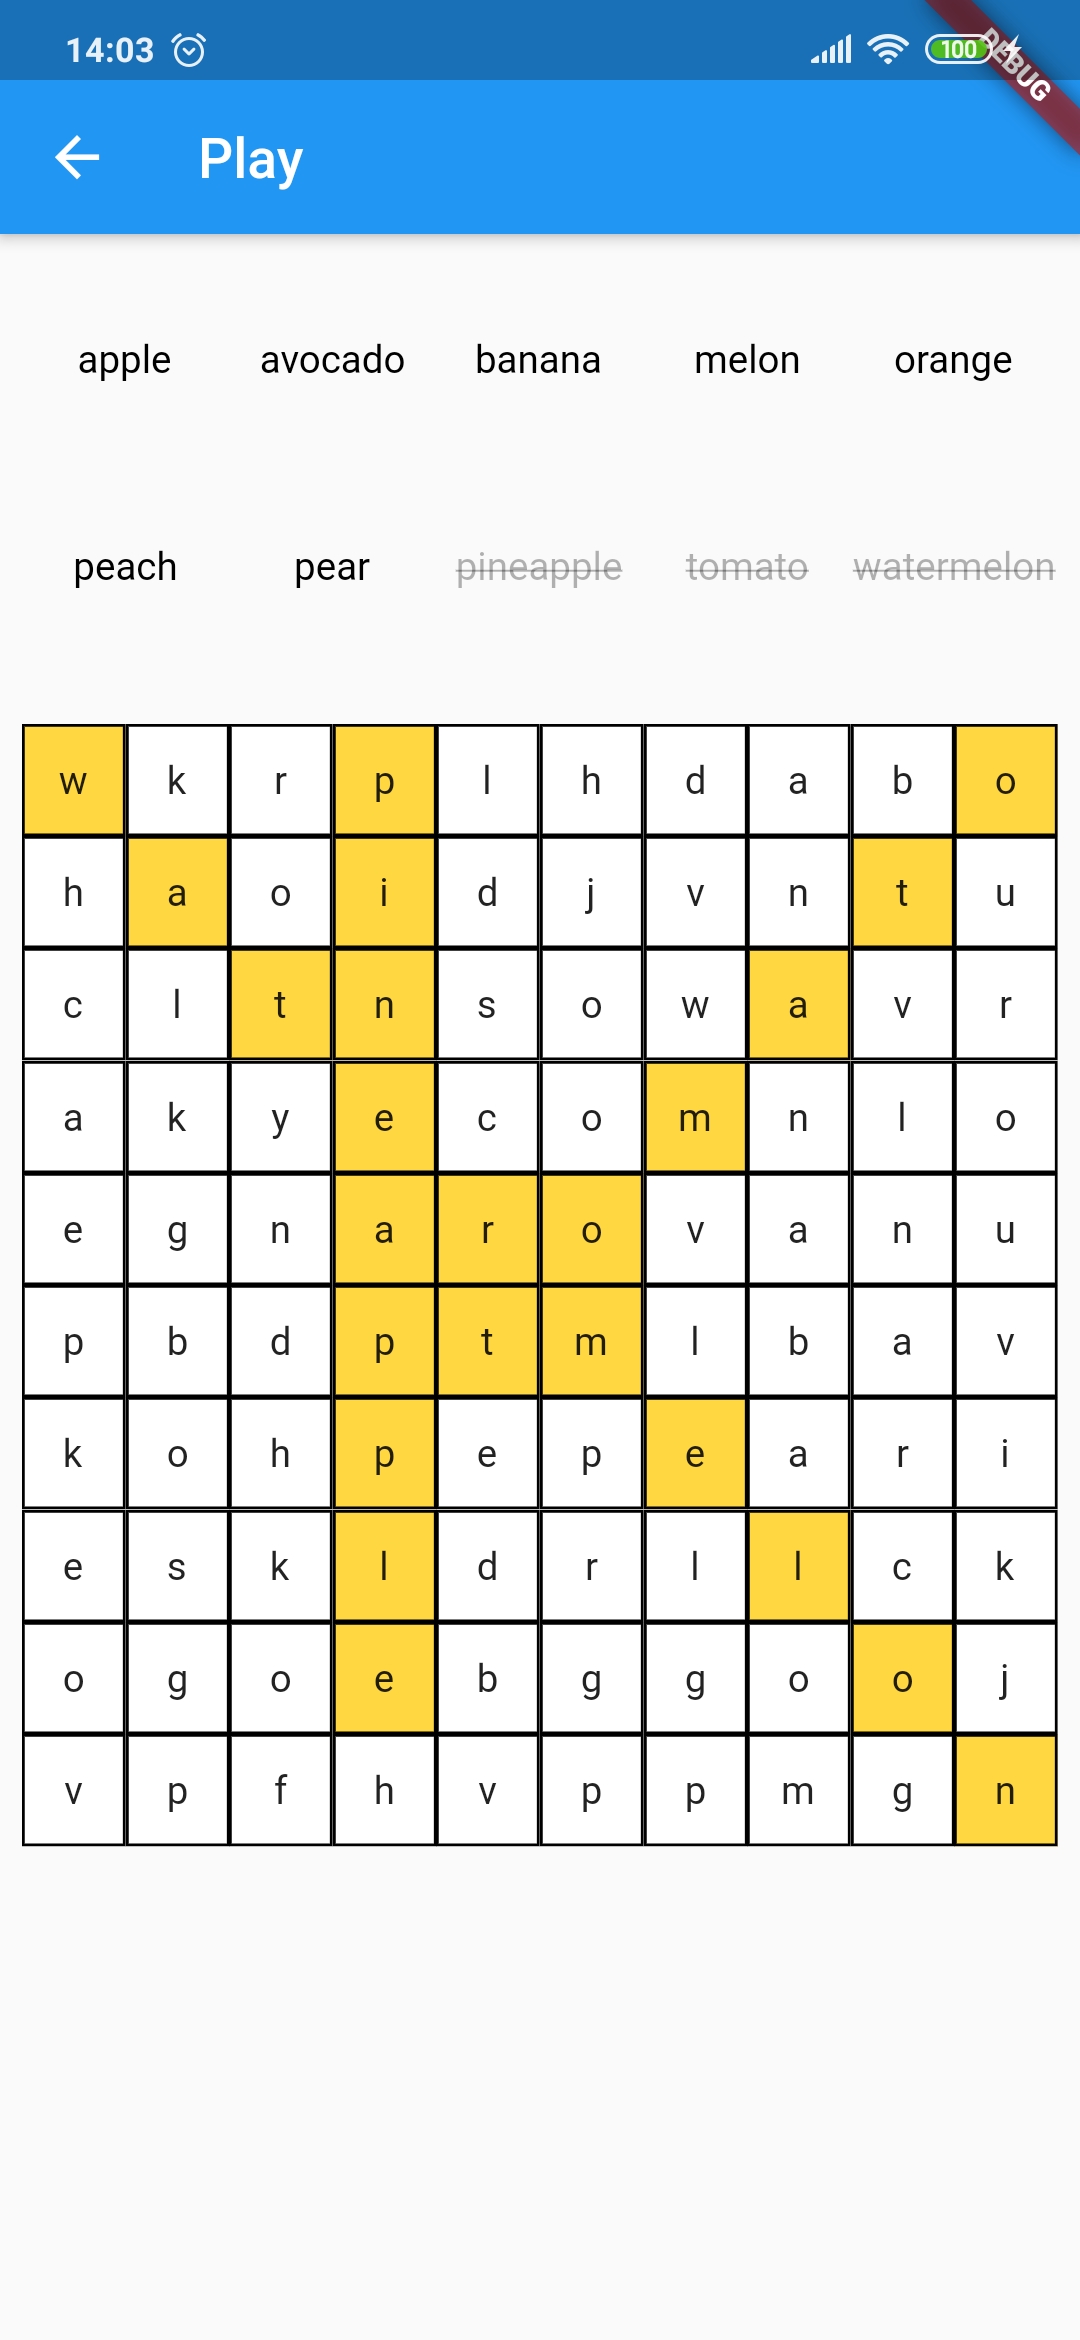 14:03 100
DEBUG
Play
apple avocado banana melon orange
peach pear pineapple tomato watermelon
w k r p l h d a b o
h a o i d j v n t u
c l t n s o w a v r
a k y e c o m n l o
e g n a r o v a n u
p b d p t m l b a v
k o h p e p e a r i
e s k l d r l l c k
o g o e b g g o o j
v p f h v p p m g n